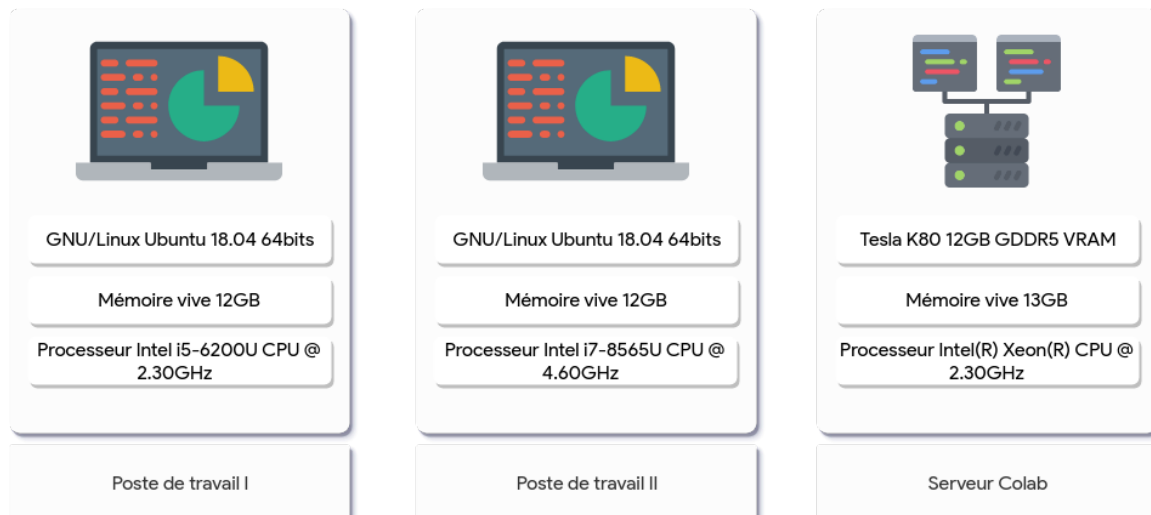 GNU/Linux Ubuntu 18.04 64bits
Mémoire vive 12GB
Processeur Intel i5-6200U CPU @
2.30GHz
Poste de travail I
GNU/Linux Ubuntu 18.04 64bits
Mémoire vive 12GB
Processeur Intel i7-8565U CPU @
4.60GHz
Poste de travail II
Tesla K80 12GB GDDR5 VRAM
Mémoire vive 13GB
Processeur Intel(R) Xeon(R) CPU @
2.30GHz
Serveur Colab